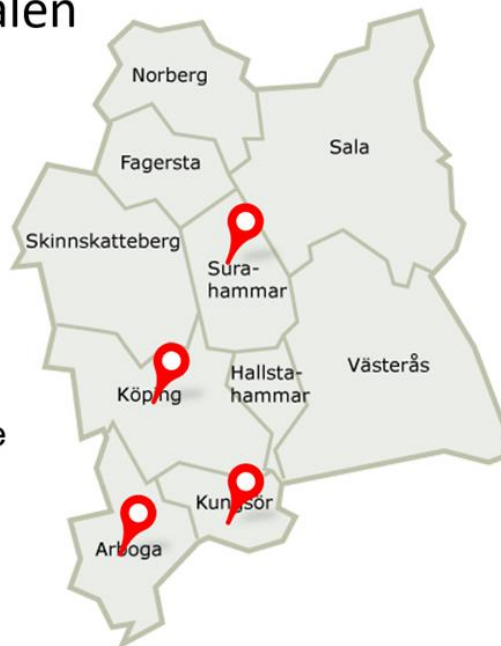 alen
Norberg
Sala
Fagersta
Skinnskatteberg
Sura-
hammar
Västerås
Hallsta-
hammar
Köping
e
Kungsör
Arboga